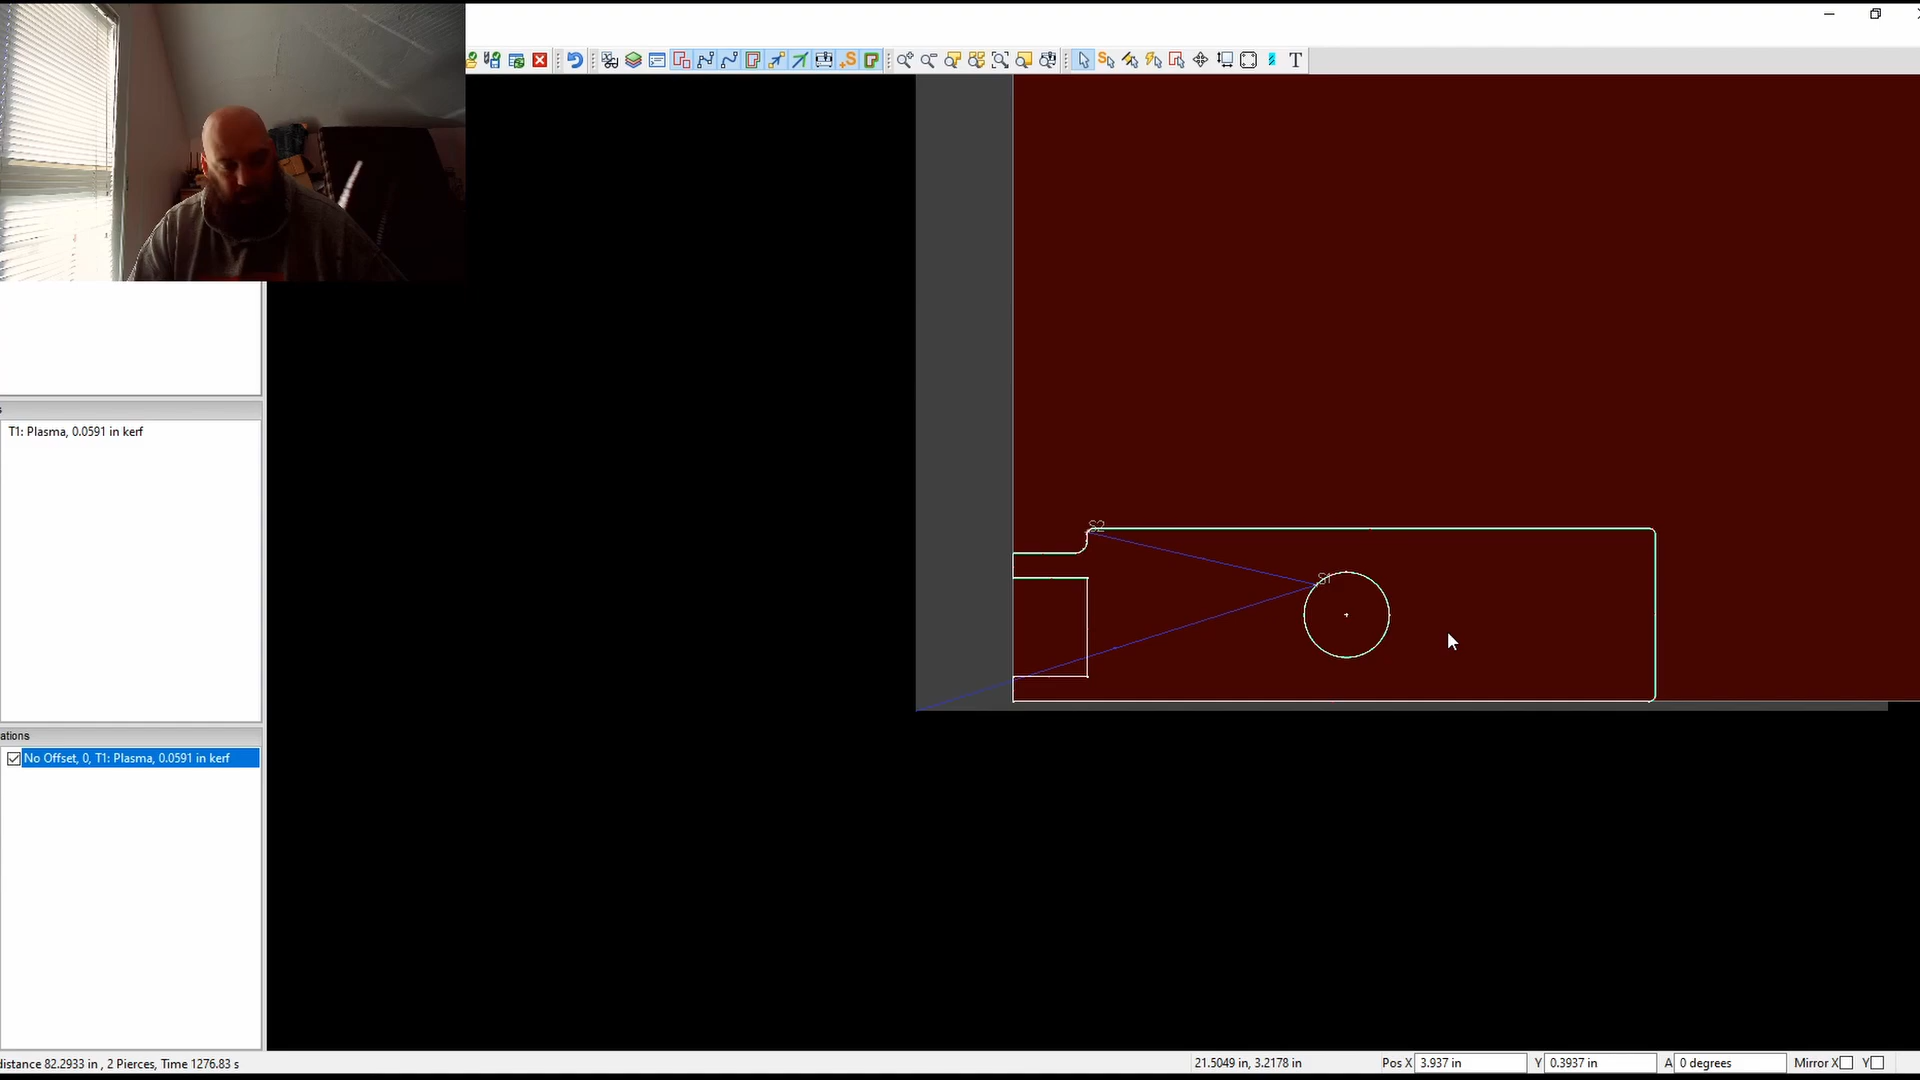 T
S2
S1
s
T1: Plasma, 0.0591 in kerf
ations
No Offset, 0, T1: Plasma, 0.0591 in kerf
distance 82.2933 in , 2 Pierces, Time 1276.83 s
21.5049 in, 3.2178 in
Pos X 3.937 in
Y 0.3937 in
A 0 degrees
Mirror X
Y